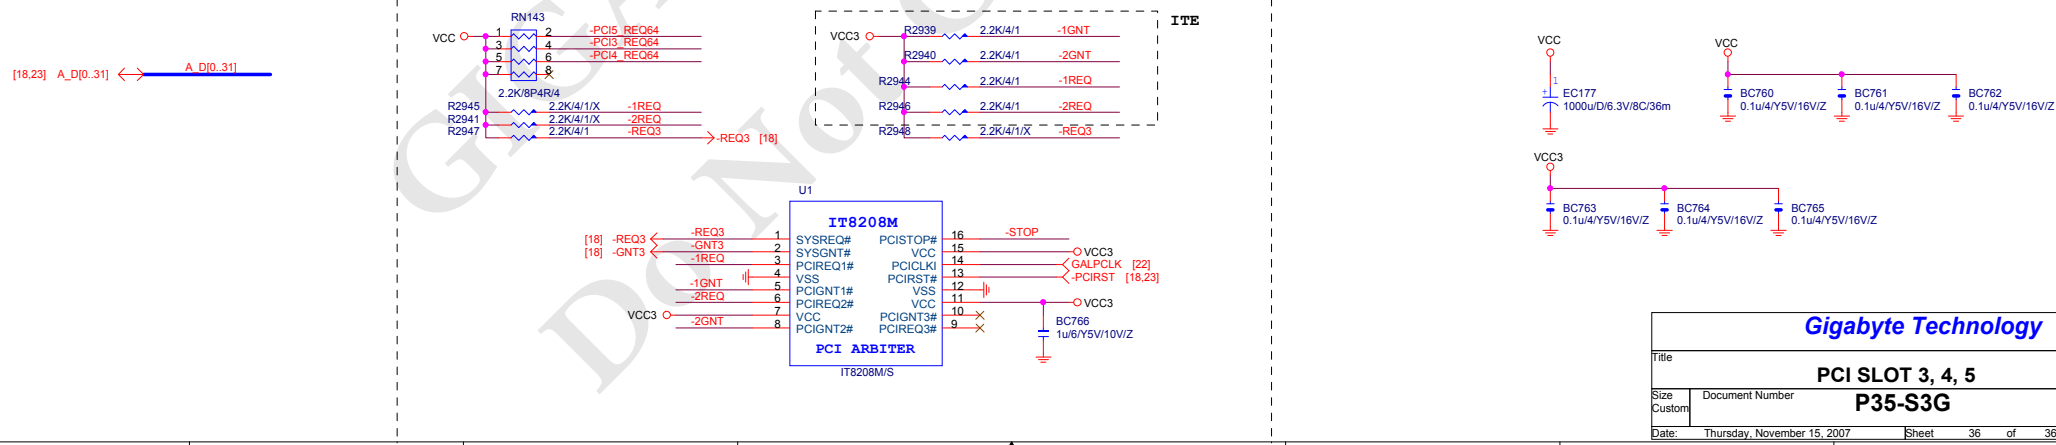 [18,23] A_D[0..31]
A_D[0..31]
RN143
VCC
1 2 -PCI5_REQ64
3 4 -PCI3_REQ64
5 6 -PCI4_REQ64
7 8
2.2K/8P4R/4
R2945 2.2K/4/1/X -1REQ
R2941 2.2K/4/1/X -2REQ
R2947 2.2K/4/1 -REQ3
-REQ3 [18]
ITE
VCC3
R2939 2.2K/4/1 -1GNT
R2940 2.2K/4/1 -2GNT
R2944 2.2K/4/1 -1REQ
R2946 2.2K/4/1 -2REQ
R2948 2.2K/4/1/X -REQ3
U1
IT8208M
[18] -REQ3 -REQ3 1 SYSREQ#
[18] -GNT3 -GNT3 2 SYSGNT#
-1REQ 3 PCIREQ1#
4 VSS
-1GNT 5 PCIGNT1#
-2REQ 6 PCIREQ2#
VCC3 7 VCC
-2GNT 8 PCIGNT2#
PCISTOP# 16 -STOP
VCC 15 VCC3
PCICLKI 14 GALPCLK [22]
PCIRST# 13 -PCIRST [18,23]
VSS 12
VCC 11 VCC3
PCIGNT3# 10
PCIREQ3# 9
PCI ARBITER
IT8208M/S
BC766
1u/6/Y5V/10V/Z
VCC
1
+
EC177
1000u/D/6.3V/8C/36m
VCC
BC760
0.1u/4/Y5V/16V/Z
BC761
0.1u/4/Y5V/16V/Z
BC762
0.1u/4/Y5V/16V/Z
VCC3
BC763
0.1u/4/Y5V/16V/Z
BC764
0.1u/4/Y5V/16V/Z
BC765
0.1u/4/Y5V/16V/Z
Gigabyte Technology
Title
PCI SLOT 3, 4, 5
Size
Custom
Document Number
P35-S3G
Date: Thursday, November 15, 2007 Sheet 36 of 36
Do Not